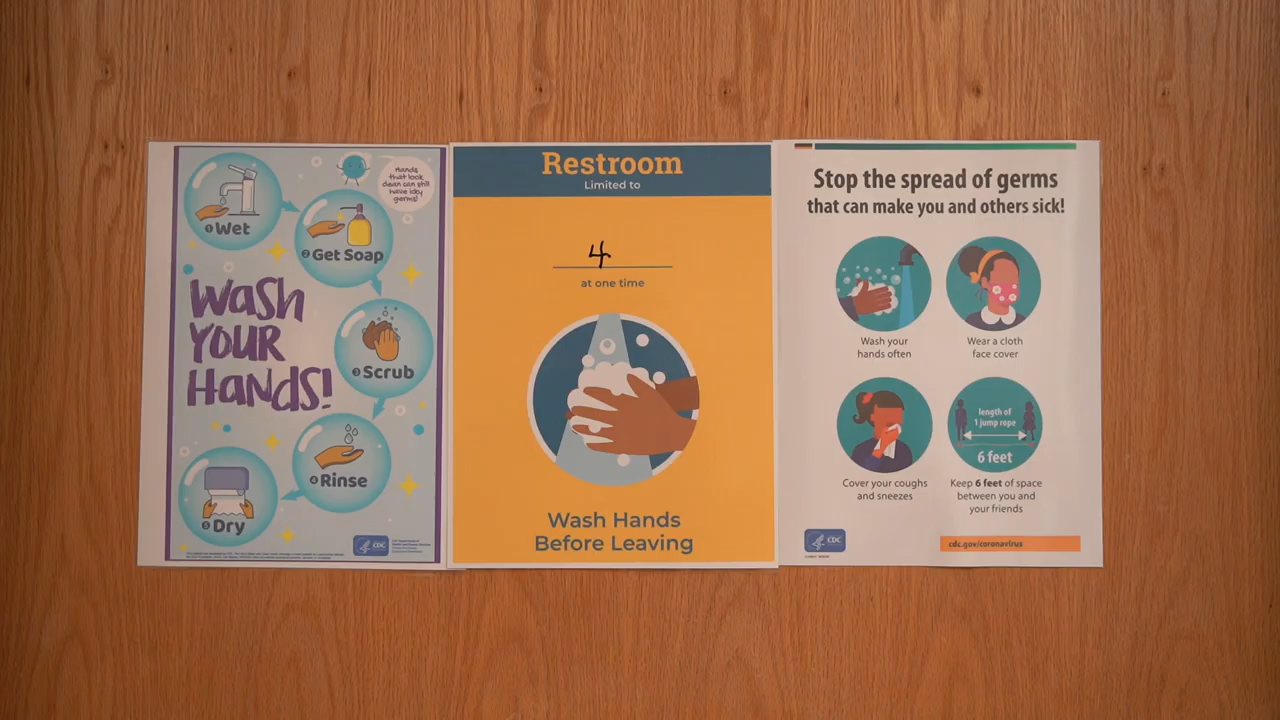 Hands
that look
clean can still
have icky
germs!
1 Wet
2 Get Soap
WasH
YOUR
HanDs!
3 Scrub
4 Rinse
5 Dry
CDC
Restroom
Limited to
4
at one time
Wash Hands
Before Leaving
Stop the spread of germs
that can make you and others sick!
Wash your
hands often
Wear a cloth
face cover
Cover your coughs
and sneezes
length of
1 jump rope
6 feet
Keep 6 feet of space
between you and
your friends
CDC
cdc.gov/coronavirus